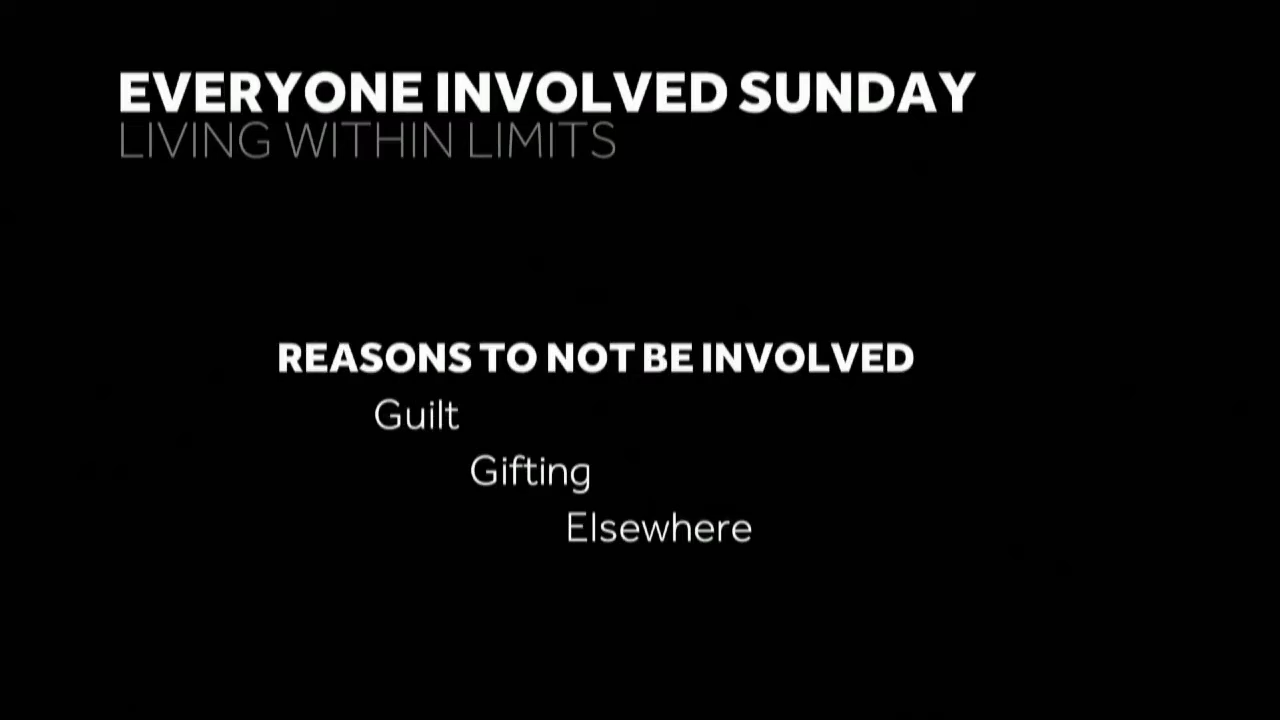 EVERYONE INVOLVED SUNDAY
LIVING WITHIN LIMITS
REASONS TO NOT BE INVOLVED
Guilt
Gifting
Elsewhere